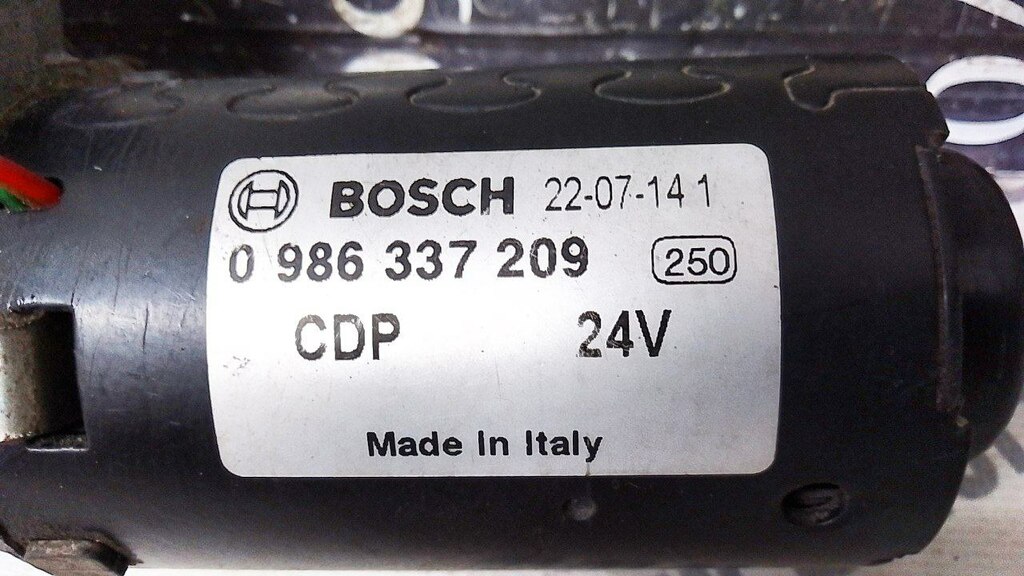 BOSCH 22-07-14 1
0 986 337 209 250
CDP 24V
Made In Italy